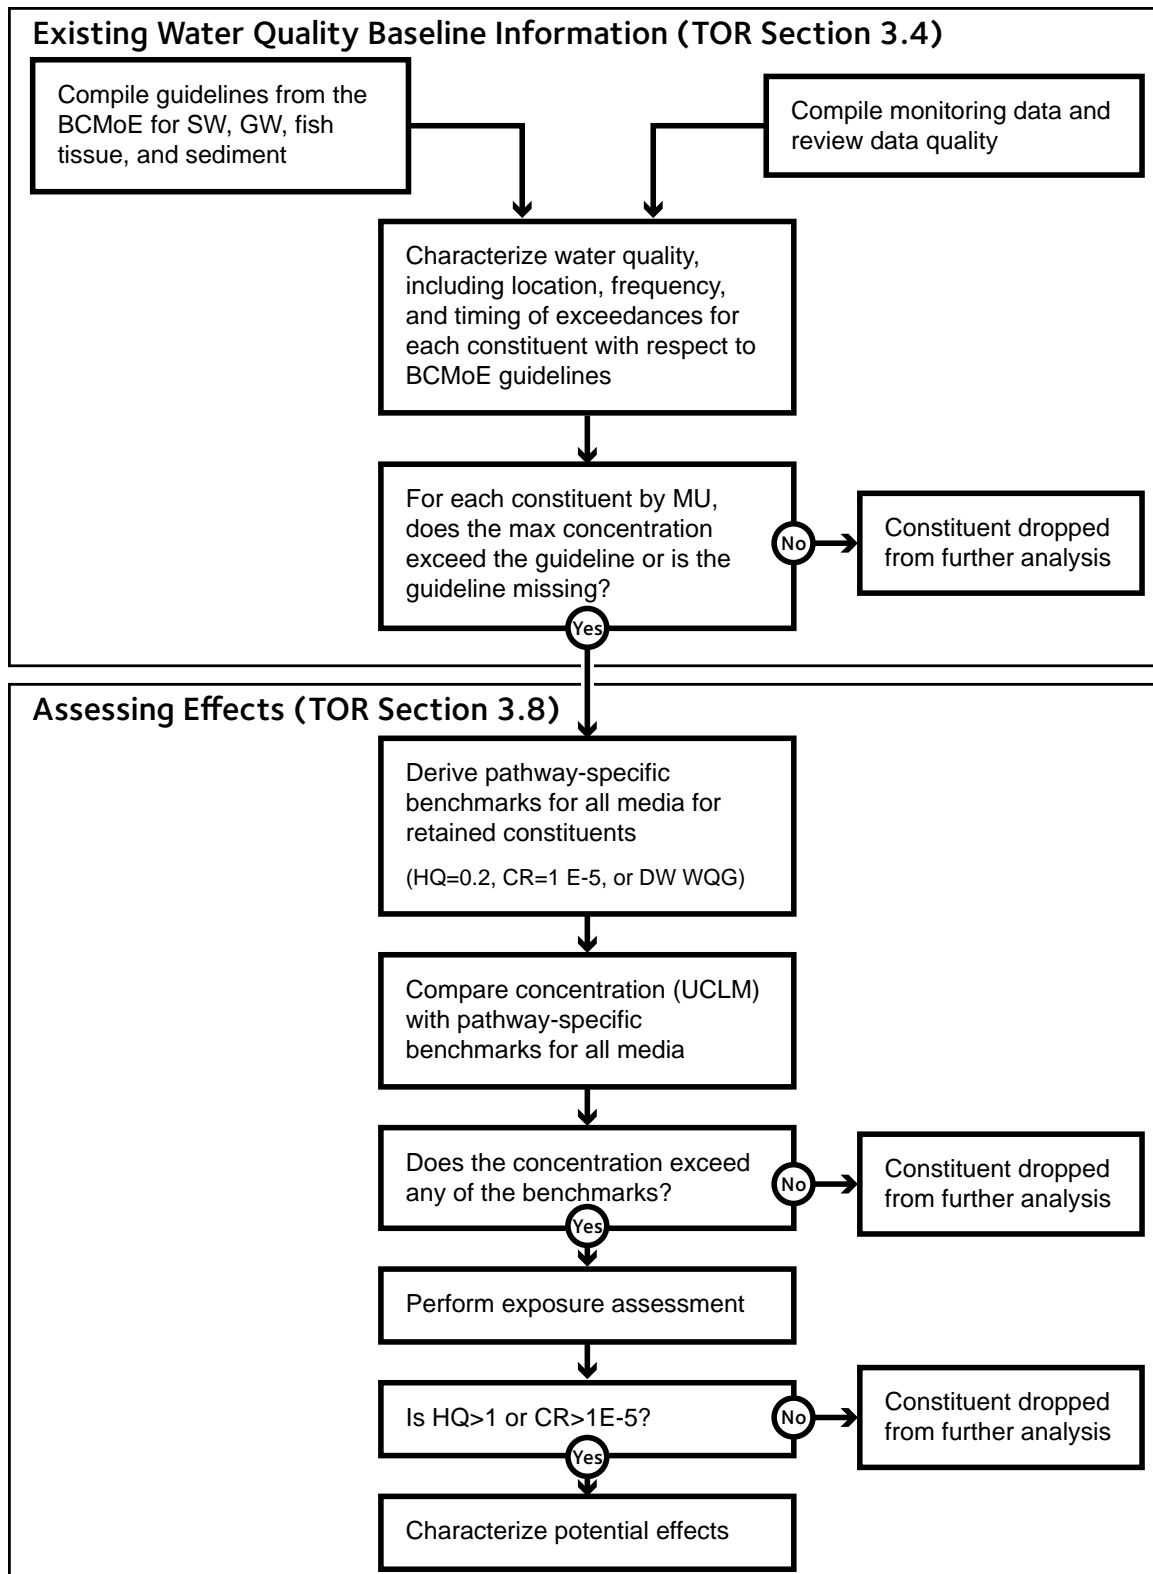 Existing Water Quality Baseline Information (TOR Section 3.4)
Compile guidelines from the
BCMoE for SW, GW, fish
tissue, and sediment
Compile monitoring data and
review data quality
Characterize water quality,
including location, frequency,
and timing of exceedances for
each constituent with respect to
BCMoE guidelines
For each constituent by MU,
does the max concentration
exceed the guideline or is the
guideline missing?
No
Constituent dropped
from further analysis
Yes
Assessing Effects (TOR Section 3.8)
Derive pathway-specific
benchmarks for all media for
retained constituents
(HQ=0.2, CR=1 E-5, or DW WQG)
Compare concentration (UCLM)
with pathway-specific
benchmarks for all media
Does the concentration exceed
any of the benchmarks?
No
Constituent dropped
from further analysis
Yes
Perform exposure assessment
Is HQ>1 or CR>1E-5?
No
Constituent dropped
from further analysis
Yes
Characterize potential effects